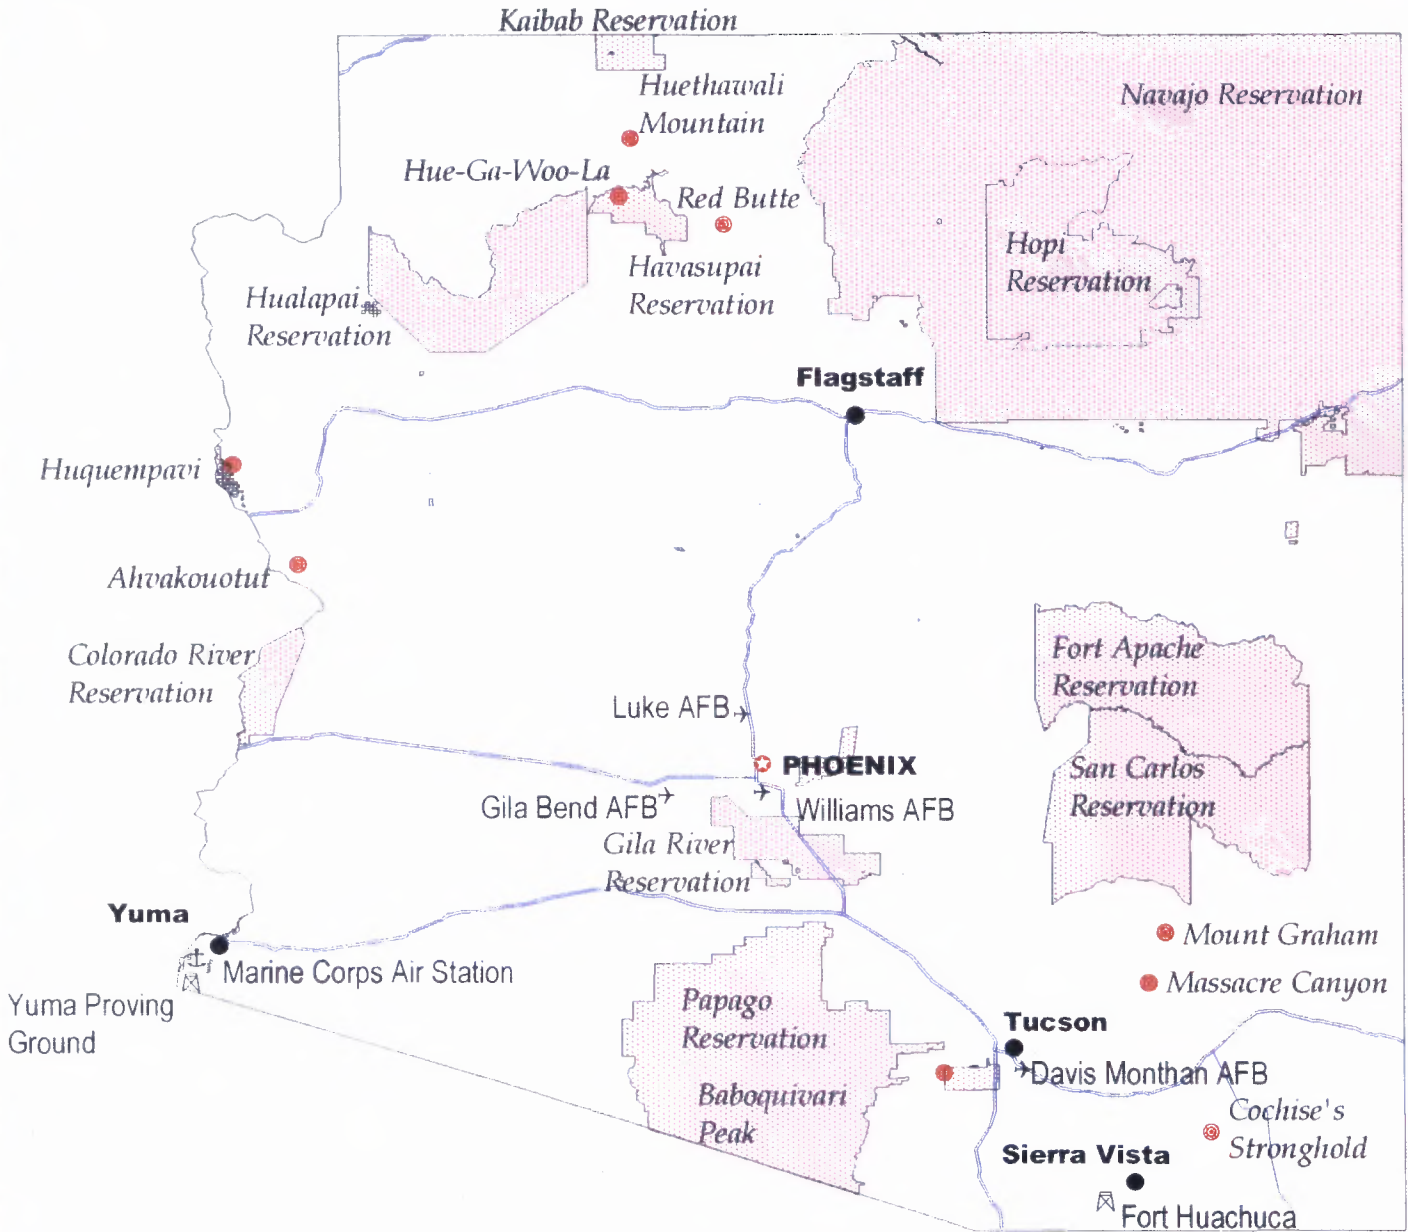 Kaibab Reservation
Huethawali
Mountain
Navajo Reservation
Hue-Ga-Woo-La
Red Butte
Hopi
Reservation
Havasupai
Reservation
Hualapai
Reservation
Flagstaff
Huquempavi
Ahvakouotut
Fort Apache
Reservation
Colorado River
Reservation
Luke AFB
PHOENIX
San Carlos
Reservation
Gila Bend AFB
Williams AFB
Gila River
Reservation
Yuma
Mount Graham
Marine Corps Air Station
Massacre Canyon
Yuma Proving
Ground
Papago
Reservation
Tucson
Davis Monthan AFB
Baboquivari
Peak
Cochise's
Stronghold
Sierra Vista
Fort Huachuca